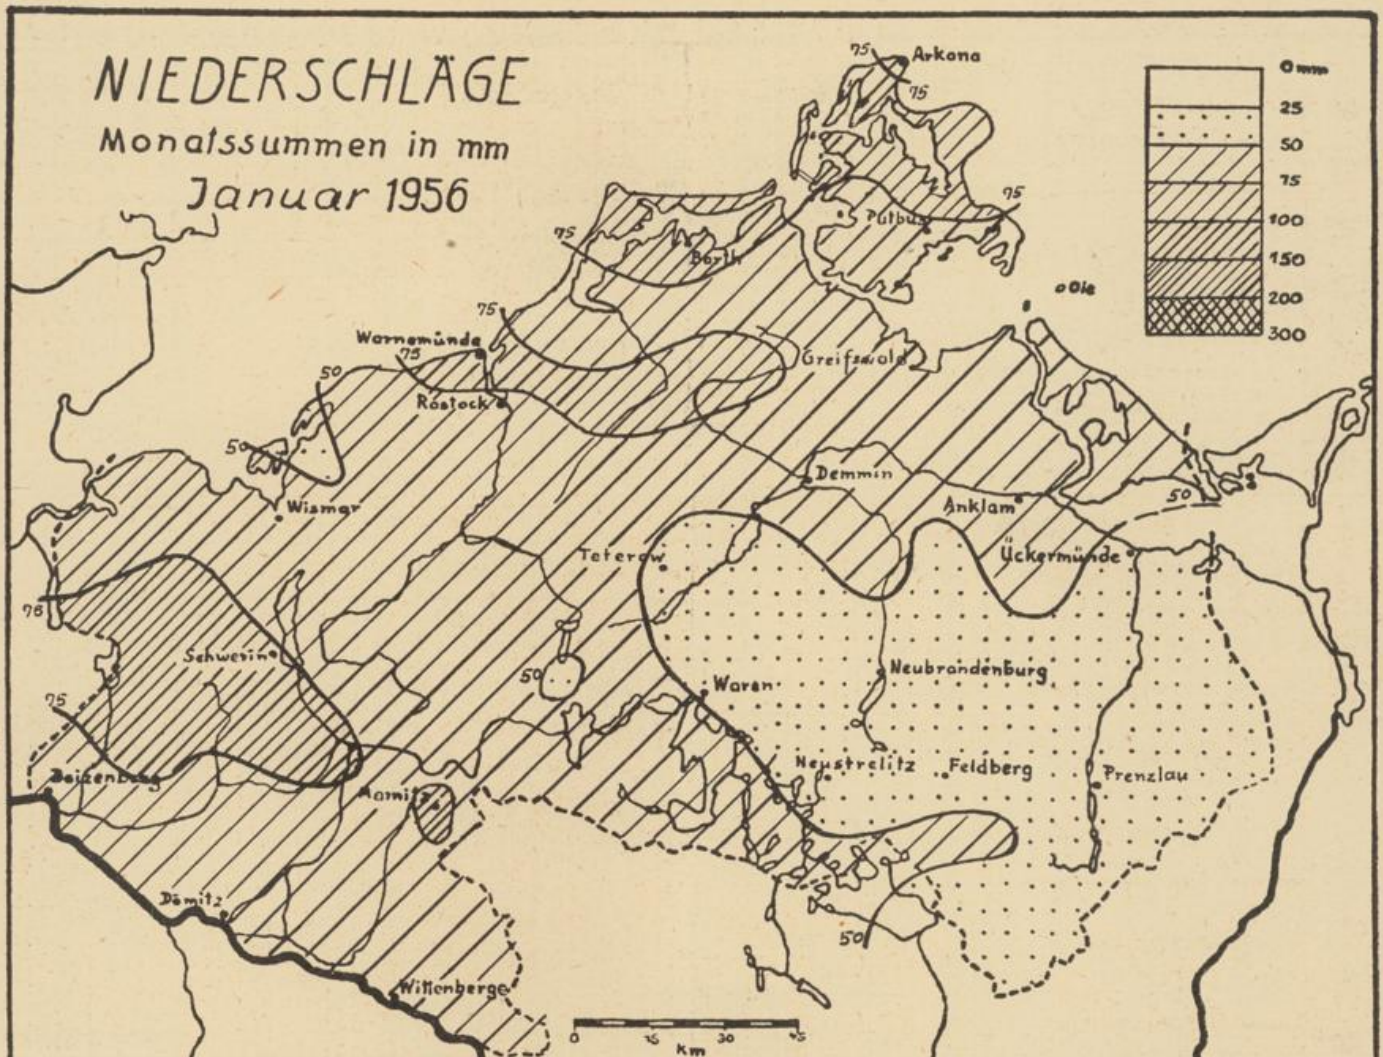 NIEDERSCHLÄGE
Monatssummen in mm
Januar 1956
0 mm
25
50
75
100
150
200
300
75
Arkona
75
75
Putbus
75
Barth
o Oie
75
Warnemünde
75
Greifswald
50
Rostock
50
Demmin
Wismar
Anklam
50
Teterow
Ückermünde
76
Schwerin
50
Waren
Neubrandenburg
75
Boizenburg
Neustrelitz
Feldberg
Prenzlau
Marnitz
Dömitz
50
Wittenberge
0 15 30 45
km